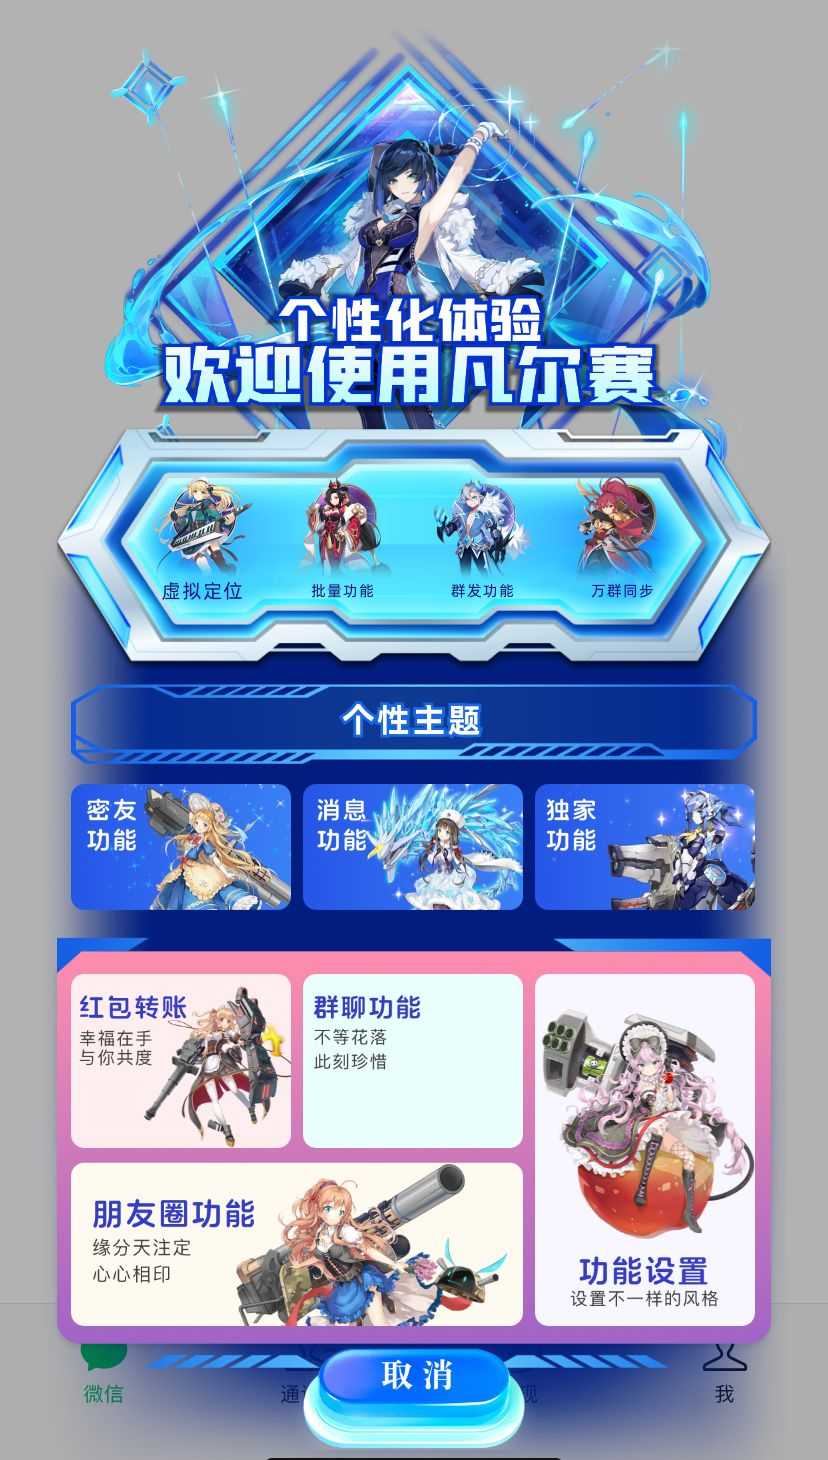 个性化体验
欢迎使用凡尔赛
虚拟定位
批量功能
群发功能
万群同步
个性主题
密友
功能
消息
功能
独家
功能
红包转账
幸福在手
与你共度
群聊功能
不等花落
此刻珍惜
朋友圈功能
缘分天注定
心心相印
功能设置
设置不一样的风格
取消
微信
通
现
我